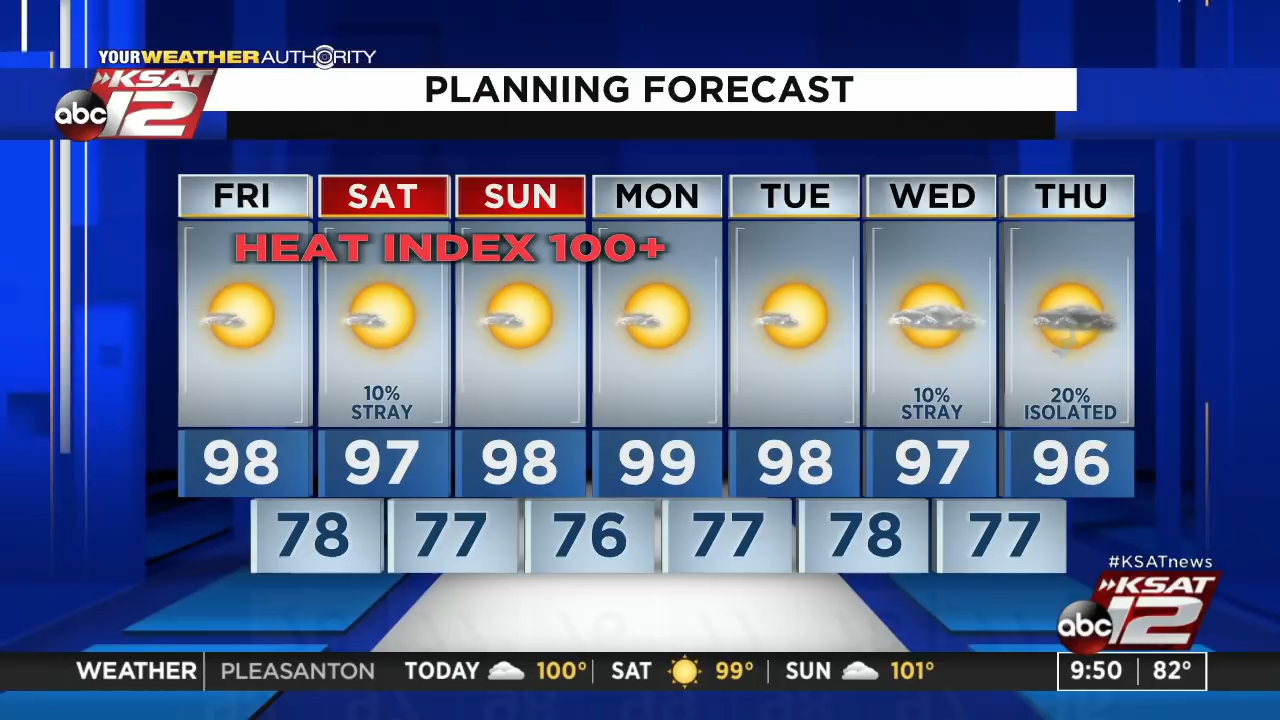 YOURWEATHERAUTHORITY
KSAT
abc 12
PLANNING FORECAST
FRI SAT SUN MON TUE WED THU
HEAT INDEX 100+
10% STRAY
10% STRAY
20% ISOLATED
98 97 98 99 98 97 96
78 77 76 77 78 77
#KSATnews
KSAT
abc 12
WEATHER PLEASANTON TODAY 100° SAT 99° SUN 101° 9:50 82°